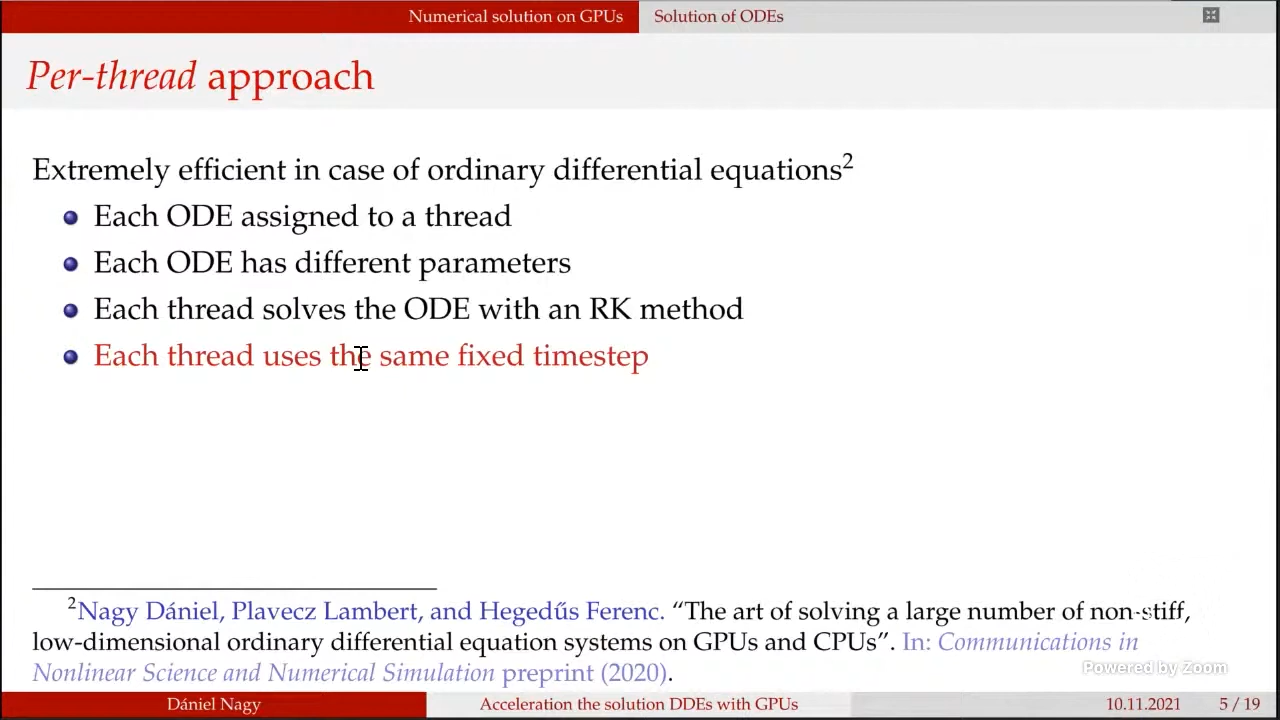 Numerical solution on GPUs Solution of ODEs
Per-thread approach
Extremely efficient in case of ordinary differential equations2
Each ODE assigned to a thread
Each ODE has different parameters
Each thread solves the ODE with an RK method
Each thread uses the same fixed timestep
2Nagy Dániel, Plavecz Lambert, and Hegedűs Ferenc. “The art of solving a large number of non-stiff,
low-dimensional ordinary differential equation systems on GPUs and CPUs”. In: Communications in
Nonlinear Science and Numerical Simulation preprint (2020).
Powered by Zoom
Dániel Nagy Acceleration the solution DDEs with GPUs 10.11.2021 5 / 19